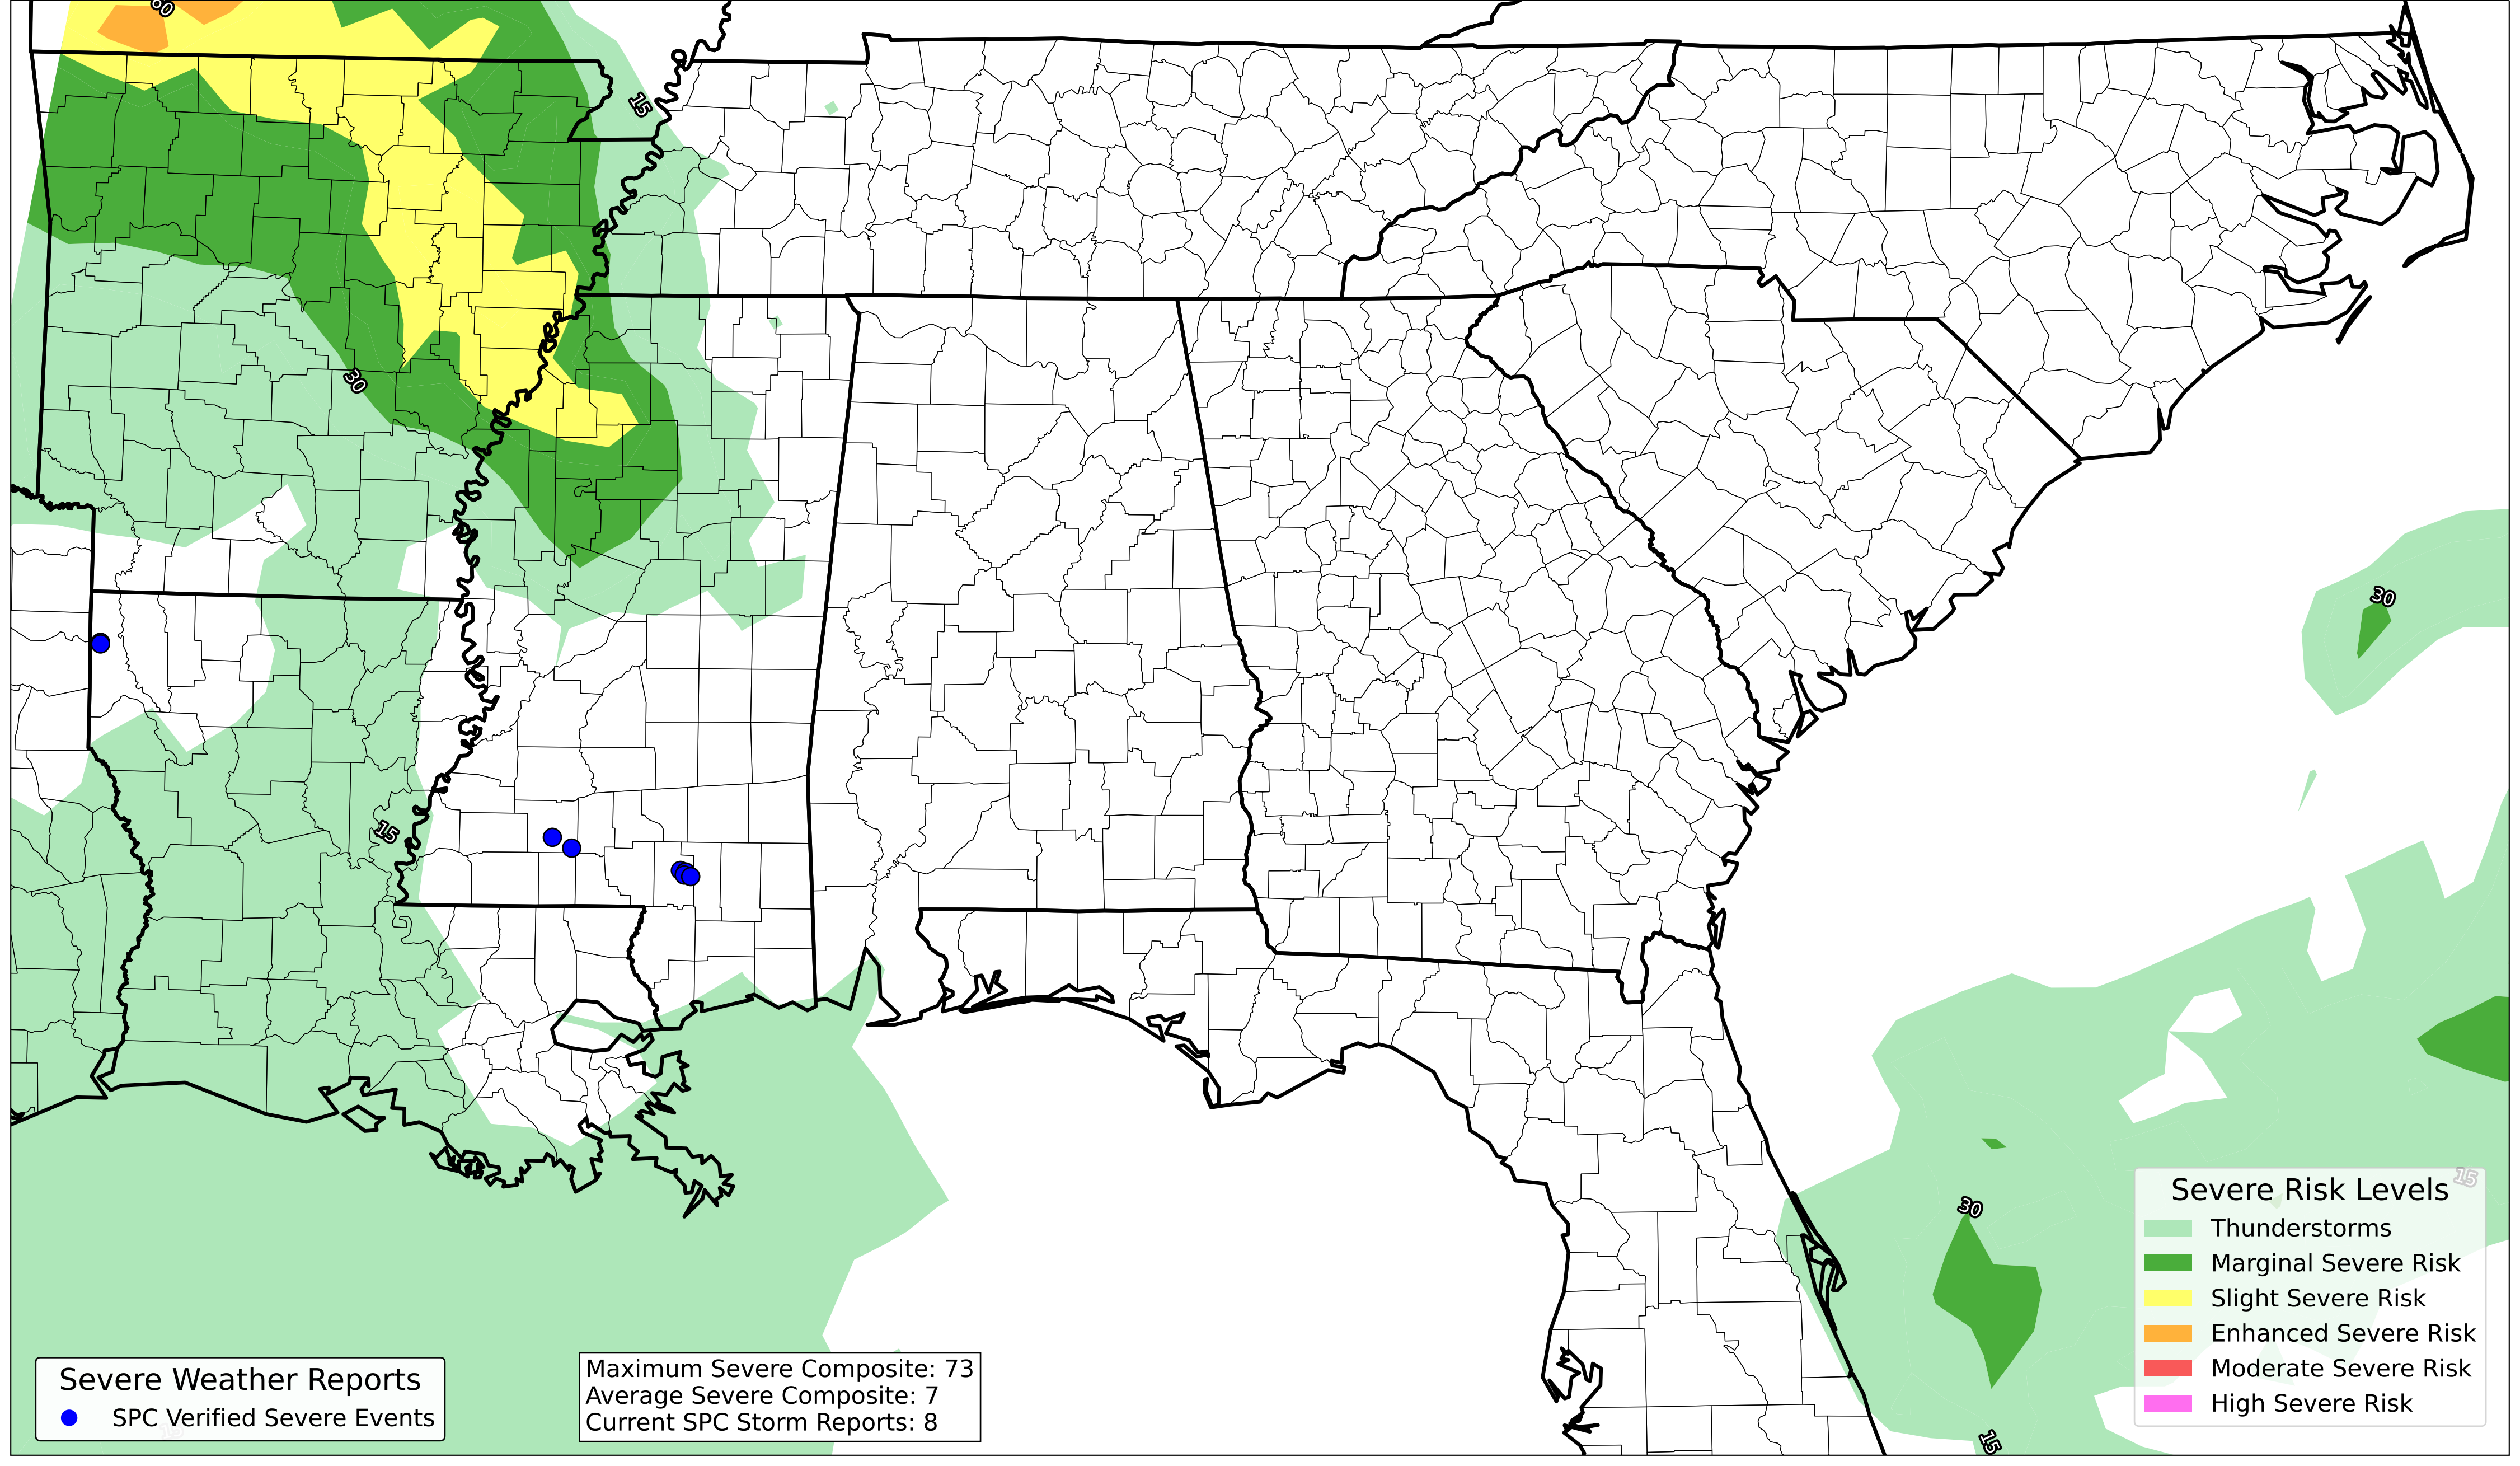 60
15
30
30
15
30
15
15
Severe Risk Levels
Thunderstorms
Marginal Severe Risk
Slight Severe Risk
Enhanced Severe Risk
Moderate Severe Risk
High Severe Risk
Severe Weather Reports
SPC Verified Severe Events
Maximum Severe Composite: 73
Average Severe Composite: 7
Current SPC Storm Reports: 8